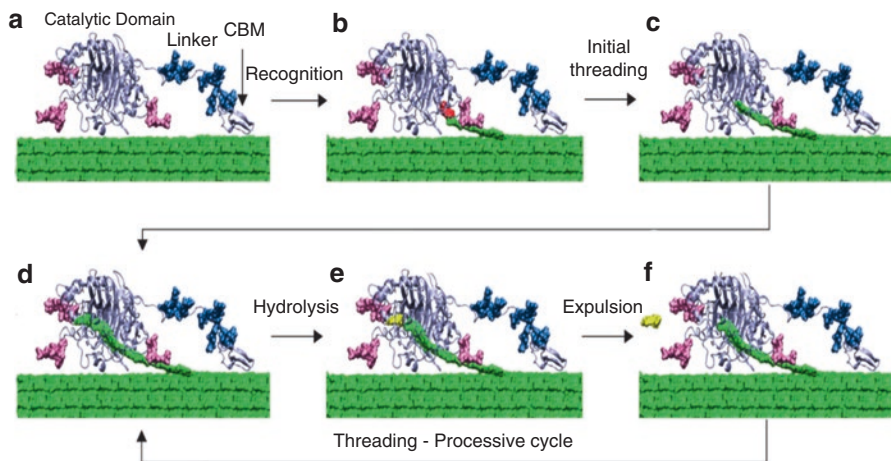 a
Catalytic Domain
Linker
CBM
Recognition
b
Initial
threading
c
d
Hydrolysis
e
Expulsion
f
Threading - Processive cycle